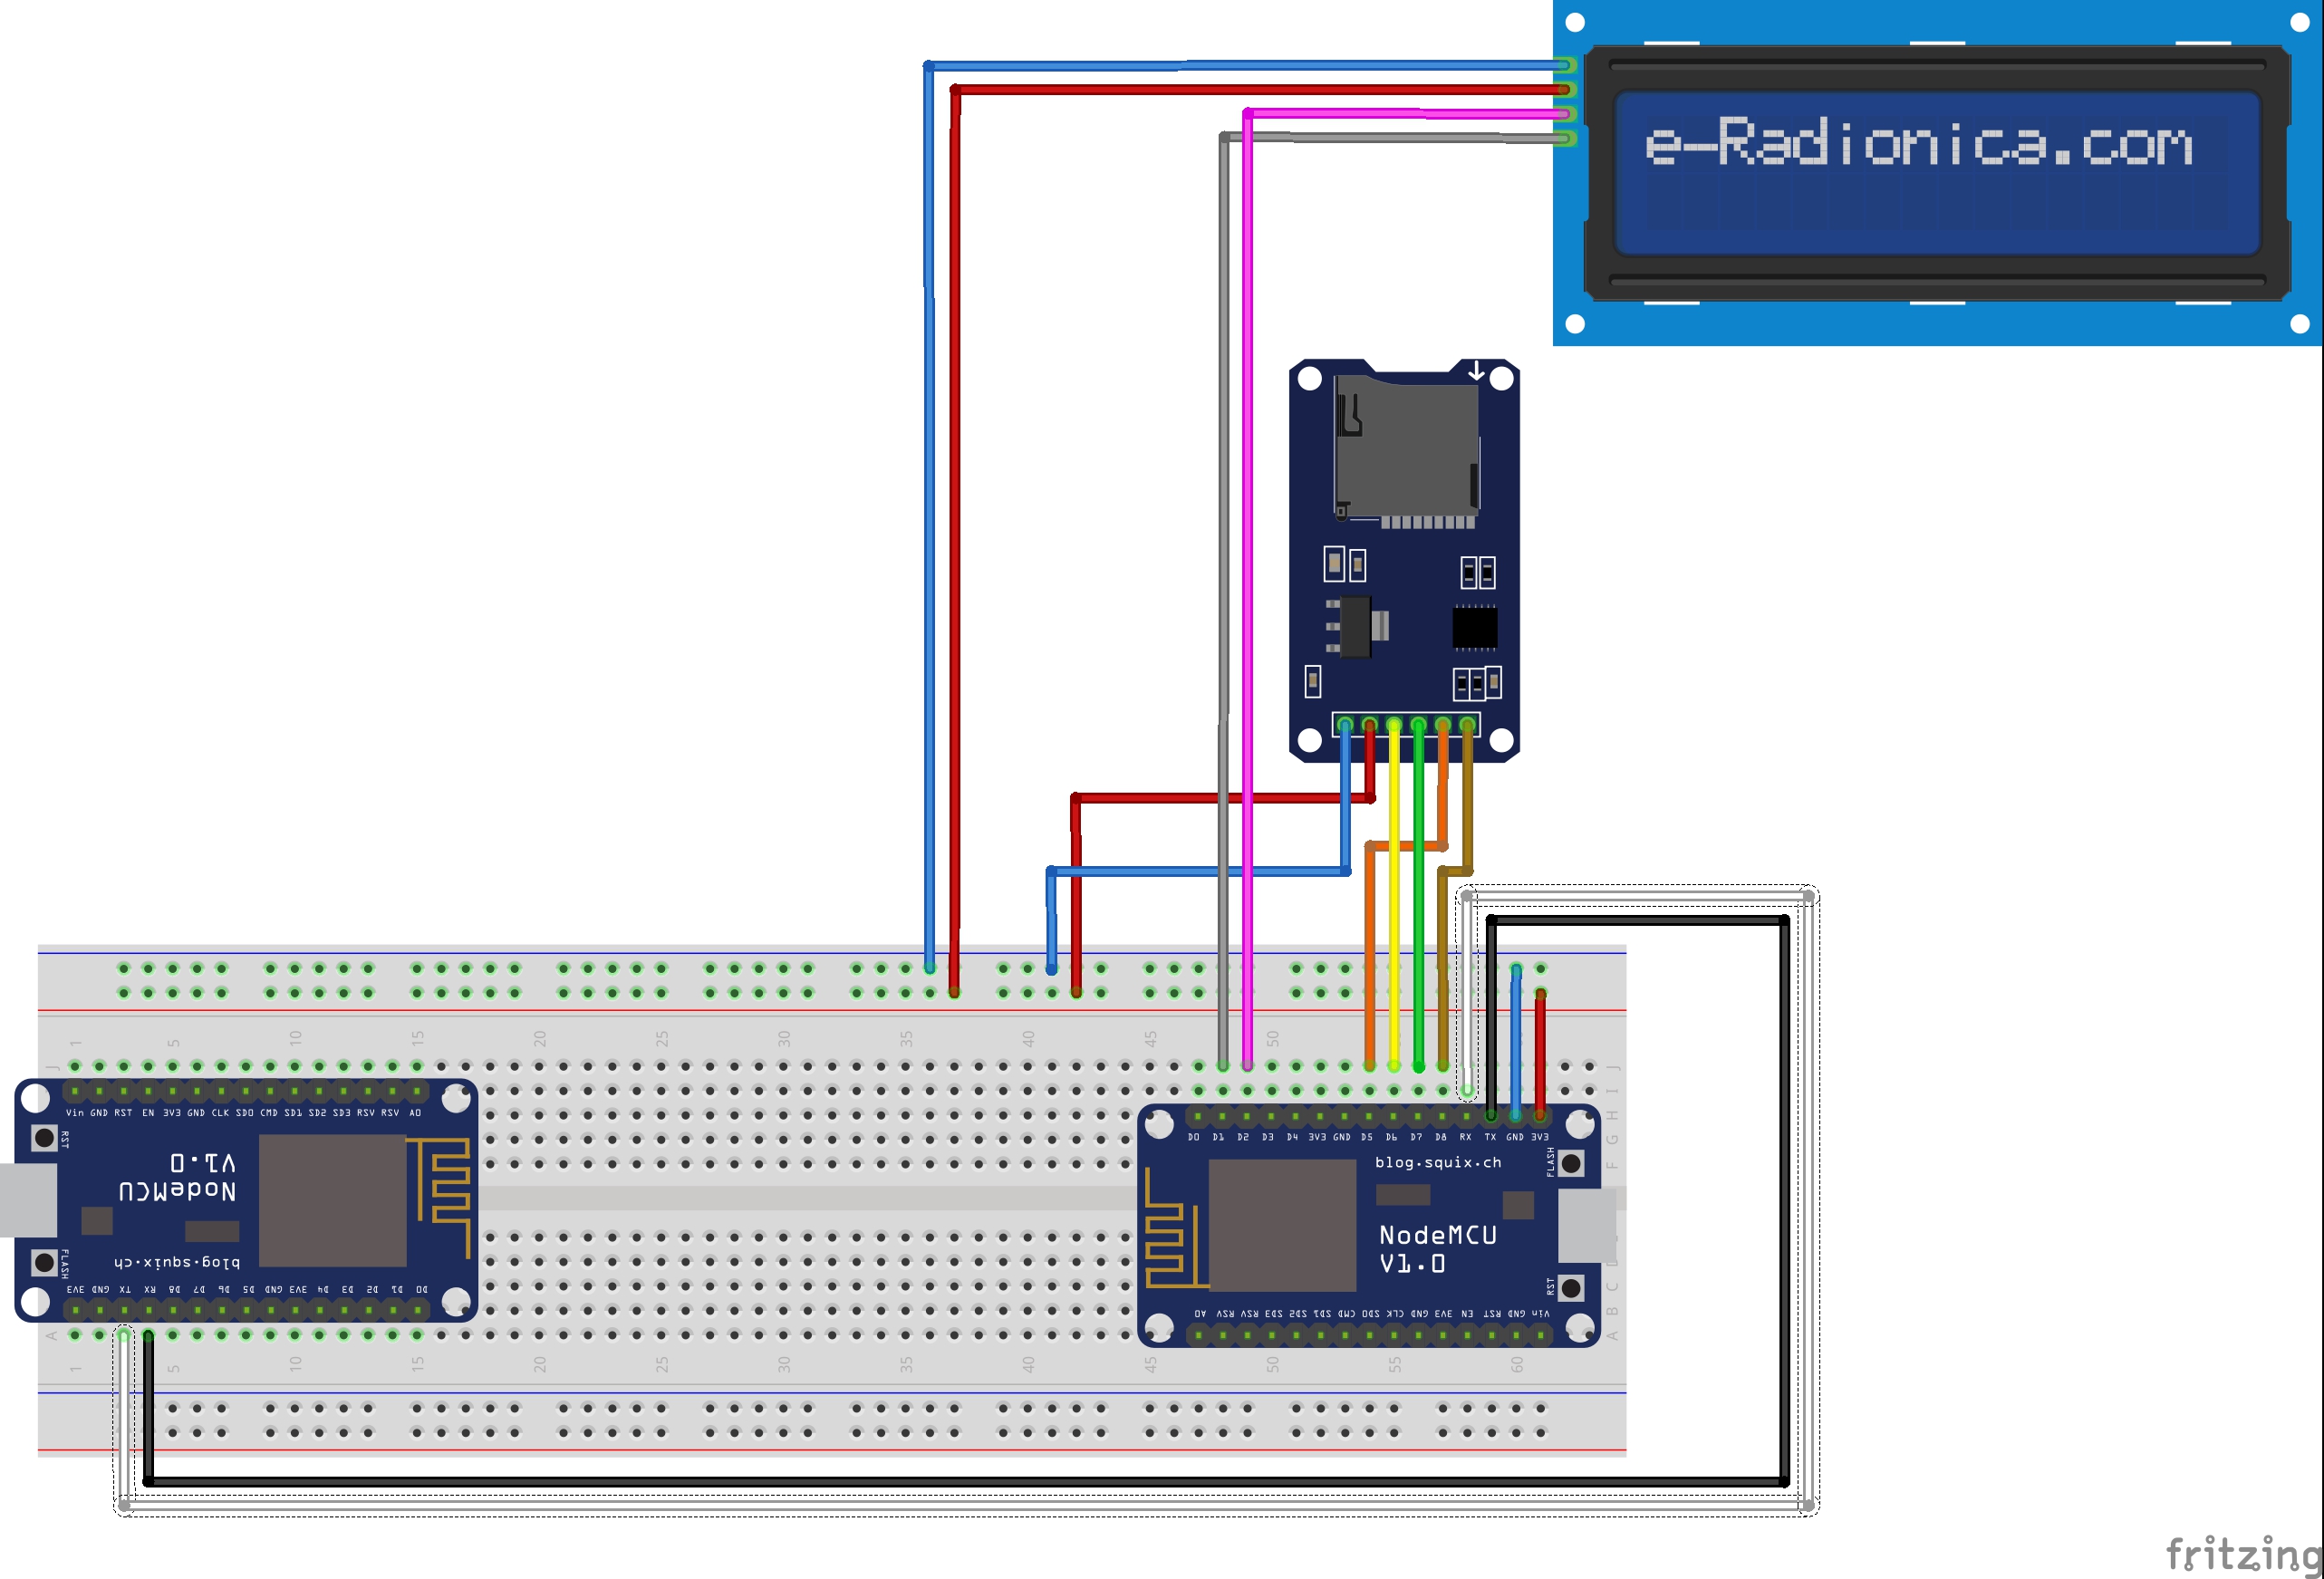 e-Radionica.com
1 5 10 15 20 25 30 35 40 45 50 55 60
J J
I
H
G
F
Vin GND RST EN 3V3 GND CLK SD0 CMD SD1 SD2 SD3 RSV RSV A0
RST
NodeMCU
V1.0
FLASH
blog.squix.ch
3V3 GND TX RX D8 D7 D6 D5 GND 3V3 D4 D3 D2 D1 D0
D0 D1 D2 D3 D4 3V3 GND D5 D6 D7 D8 RX TX GND 3V3
blog.squix.ch
FLASH
NodeMCU
V1.0
RST
A0 RSV RSV SD3 SD2 SD1 CMD SD0 CLK GND 3V3 EN RST GND Vin
C
B
A A
1 5 10 15 20 25 30 35 40 45 50 55 60
fritzing